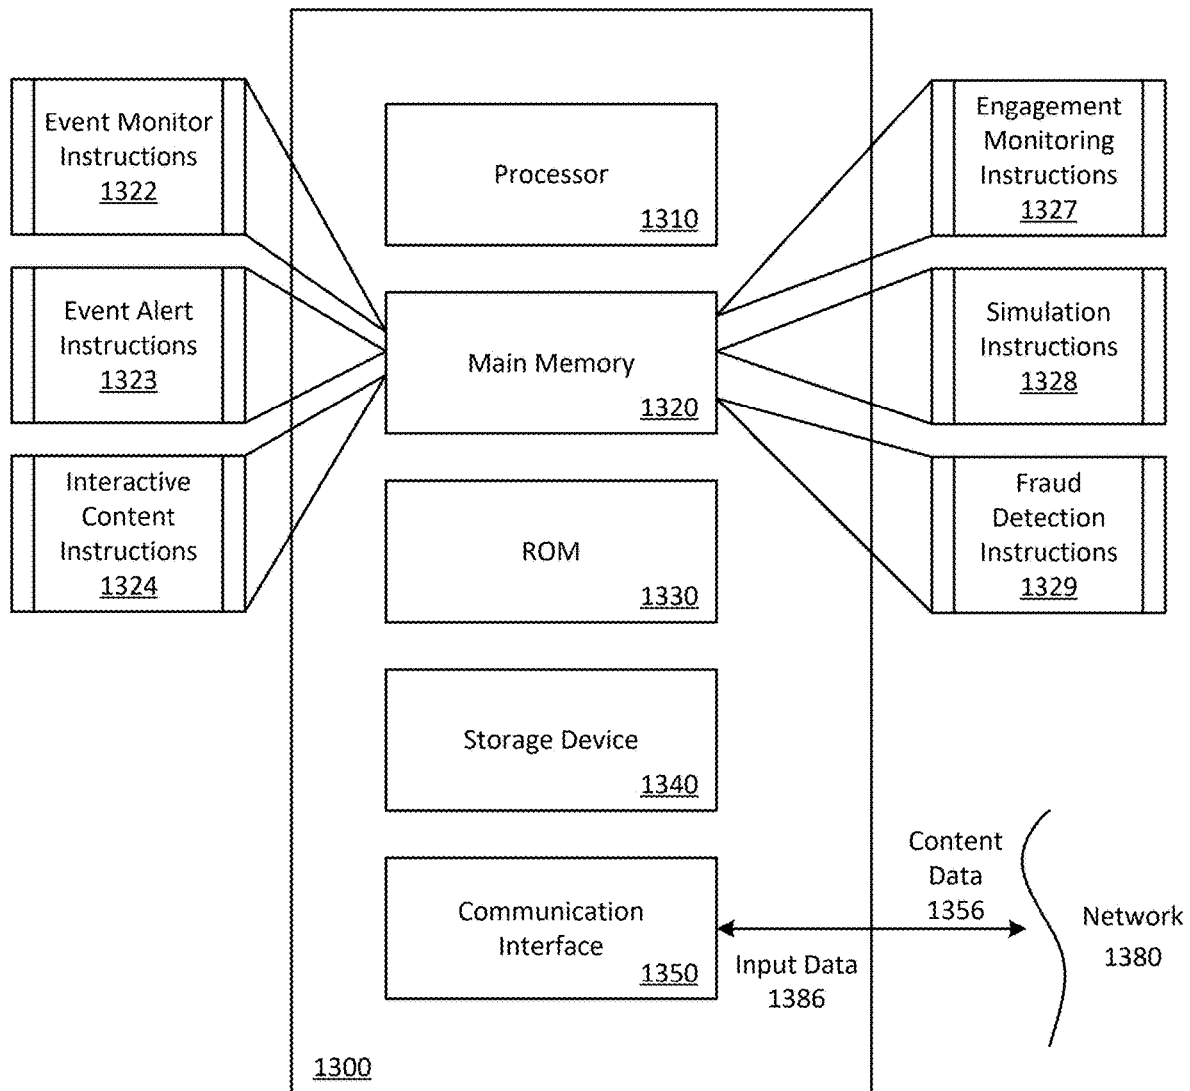 Event Monitor
Instructions
1322
Event Alert
Instructions
1323
Interactive
Content
Instructions
1324
Processor
1310
Main Memory
1320
ROM
1330
Storage Device
1340
Communication
Interface
1350
1300
Engagement
Monitoring
Instructions
1327
Simulation
Instructions
1328
Fraud
Detection
Instructions
1329
Content
Data
1356
Input Data
1386
Network
1380